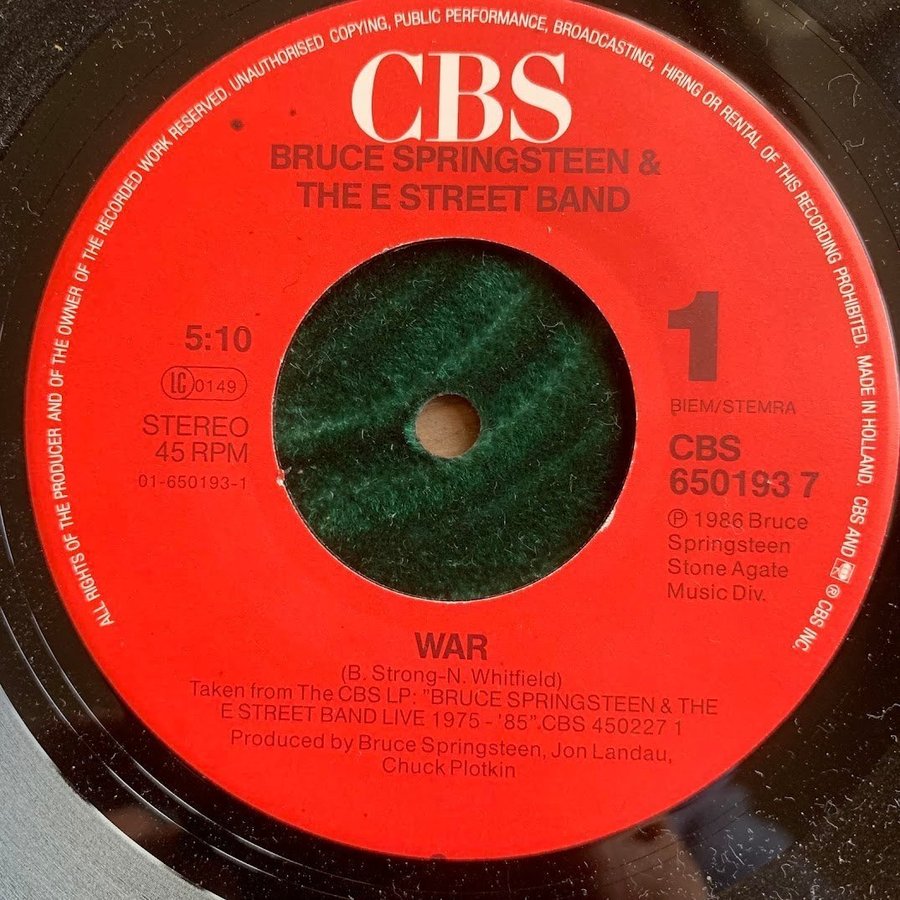 ALL RIGHTS OF THE PRODUCER AND OF THE OWNER OF THE RECORDED WORK RESERVED. UNAUTHORISED COPYING, PUBLIC PERFORMANCE, BROADCASTING, HIRING OR RENTAL OF THIS RECORDING PROHIBITED. MADE IN HOLLAND. CBS AND ® CBS INC.
CBS
BRUCE SPRINGSTEEN &
THE E STREET BAND
5:10
LC 0149
STEREO
45 RPM
01-650193-1
1
BIEM/STEMRA
CBS
650193 7
℗ 1986 Bruce
Springsteen
Stone Agate
Music Div.
WAR
(B. Strong-N. Whitfield)
Taken from The CBS LP: "BRUCE SPRINGSTEEN & THE
E STREET BAND LIVE 1975 - '85".CBS 450227 1
Produced by Bruce Springsteen, Jon Landau,
Chuck Plotkin